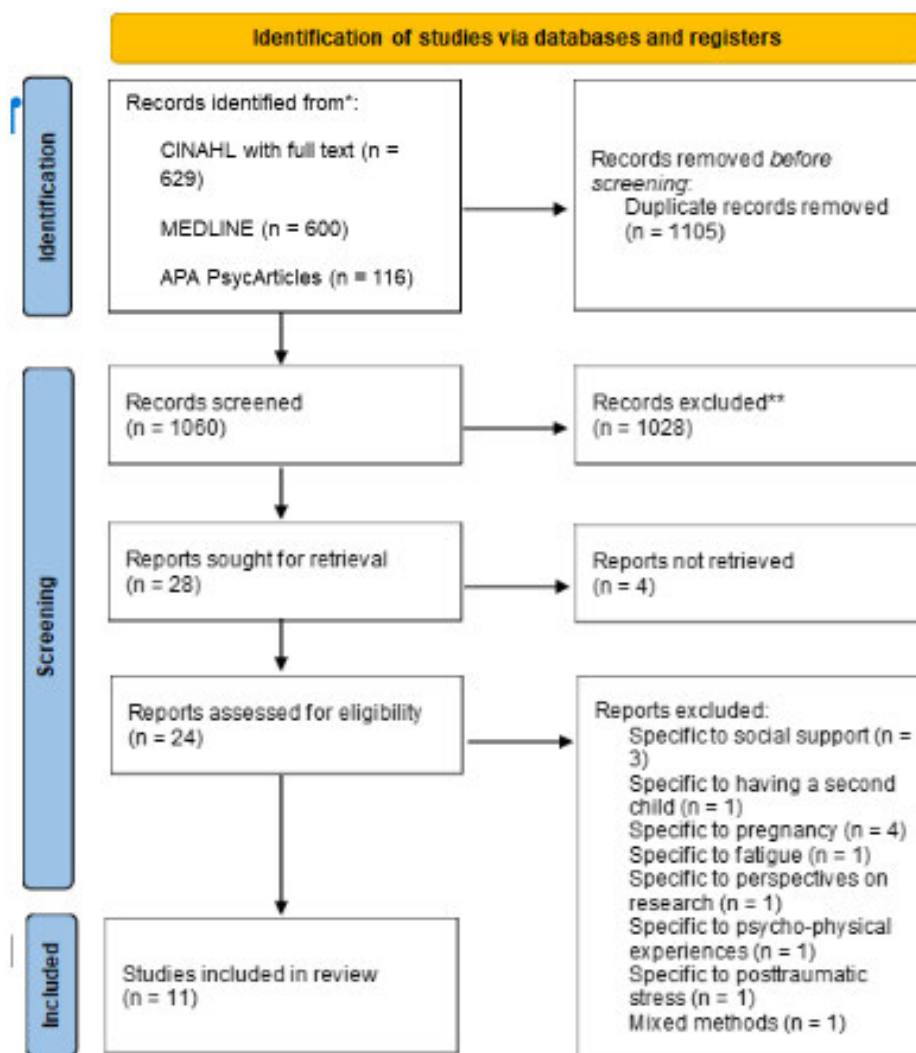 Identification of studies via databases and registers
Identification
Records identified from*:
CINAHL with full text (n =
629)
MEDLINE (n = 600)
APA PsycArticles (n = 116)
Records removed before
screening:
Duplicate records removed
(n = 1105)
Screening
Records screened
(n = 1060)
Records excluded**
(n = 1028)
Reports sought for retrieval
(n = 28)
Reports not retrieved
(n = 4)
Reports assessed for eligibility
(n = 24)
Reports excluded:
Specific to social support (n =
3)
Specific to having a second
child (n = 1)
Specific to pregnancy (n = 4)
Specific to fatigue (n = 1)
Specific to perspectives on
research (n = 1)
Specific to psycho-physical
experiences (n = 1)
Specific to posttraumatic
stress (n = 1)
Mixed methods (n = 1)
Included
Studies included in review
(n = 11)